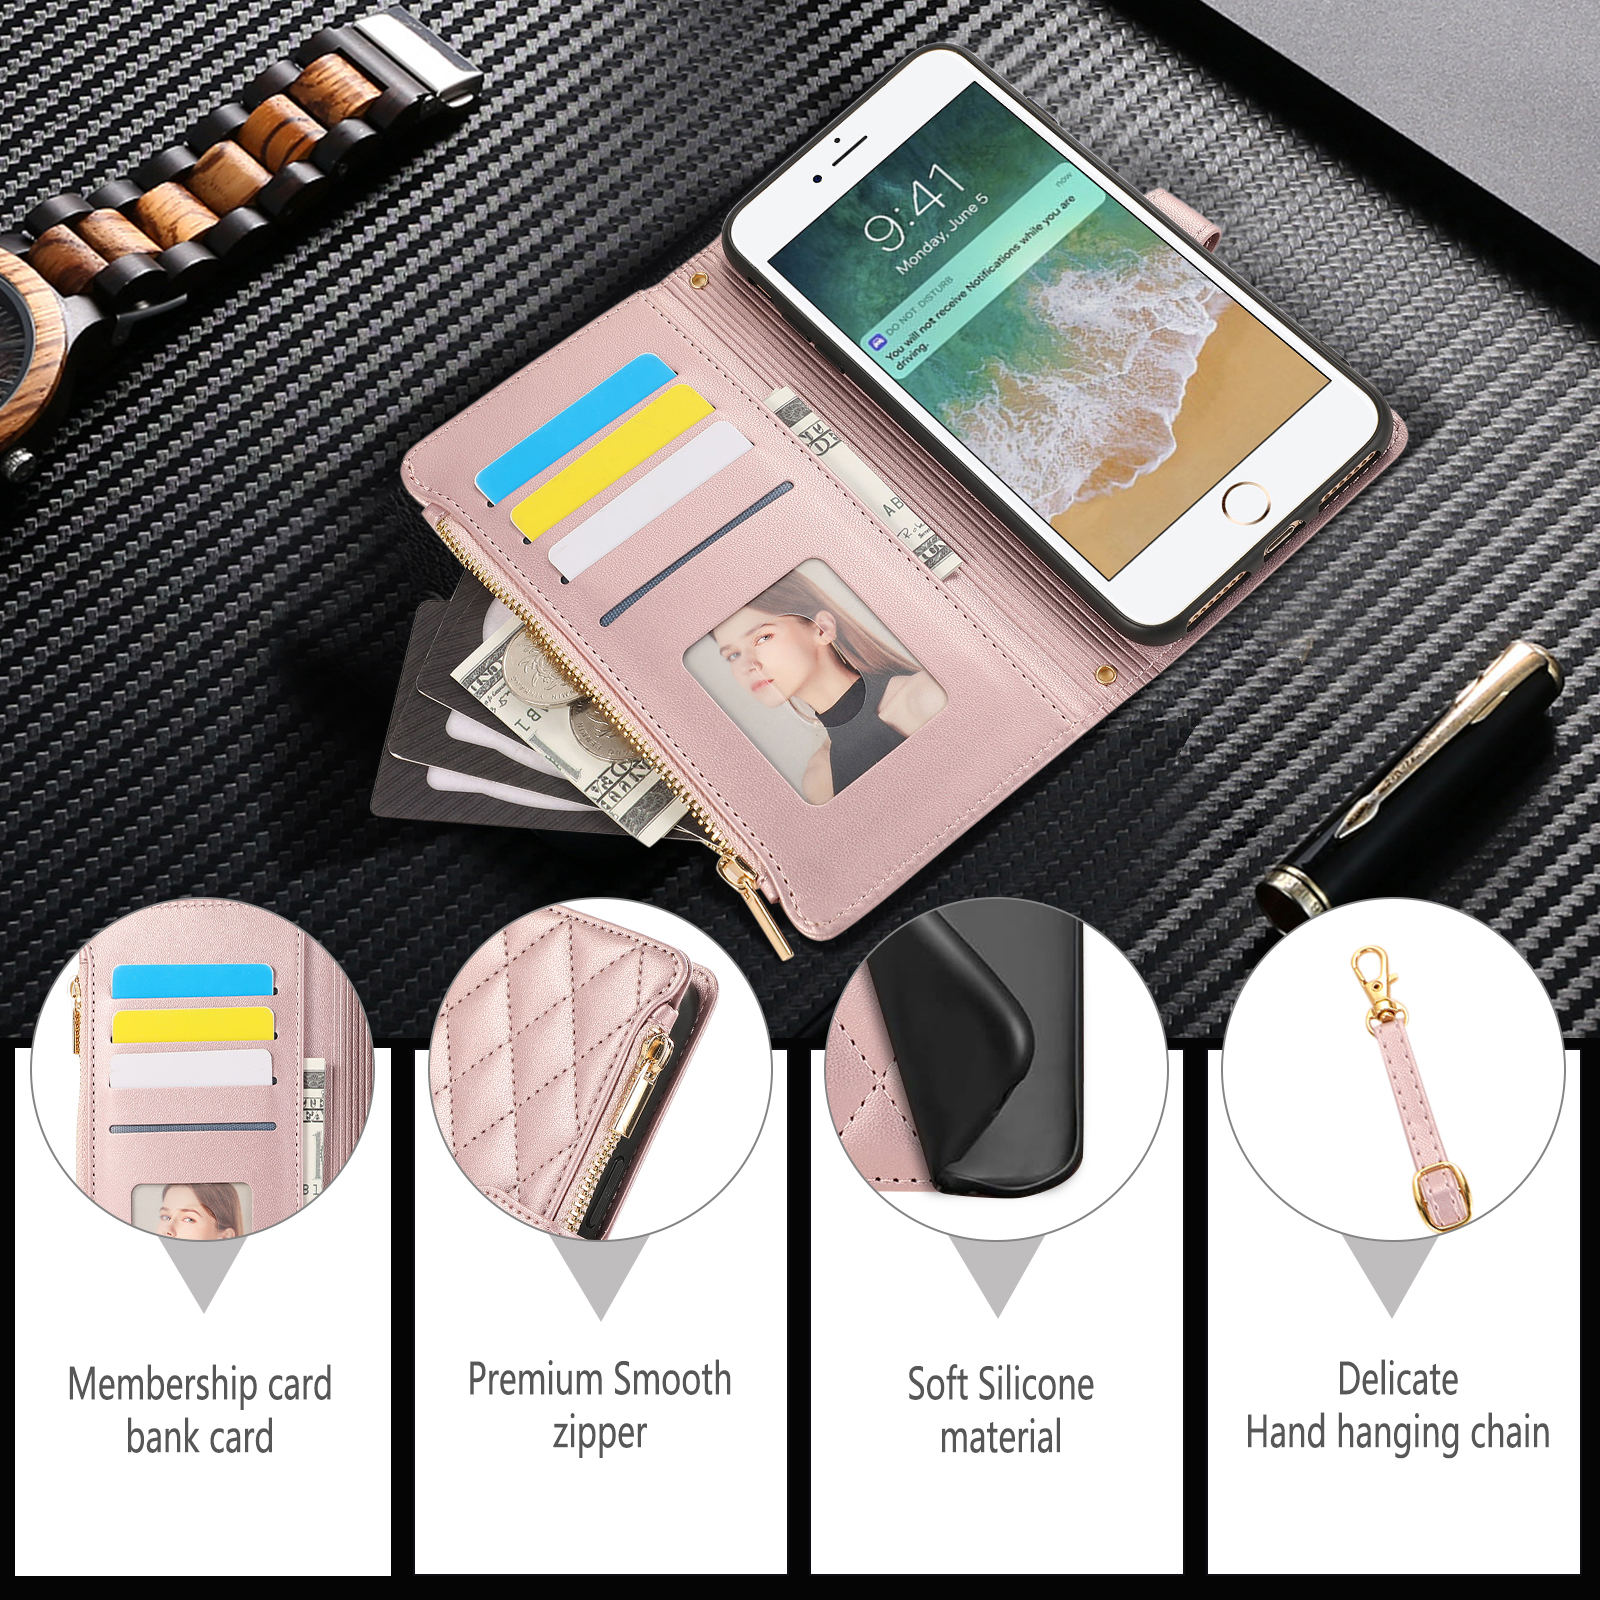 9:41
Monday, June 5
DO NOT DISTURB
now
You will not receive Notifications while you are
driving.
Membership card
bank card
Premium Smooth
zipper
Soft Silicone
material
Delicate
Hand hanging chain